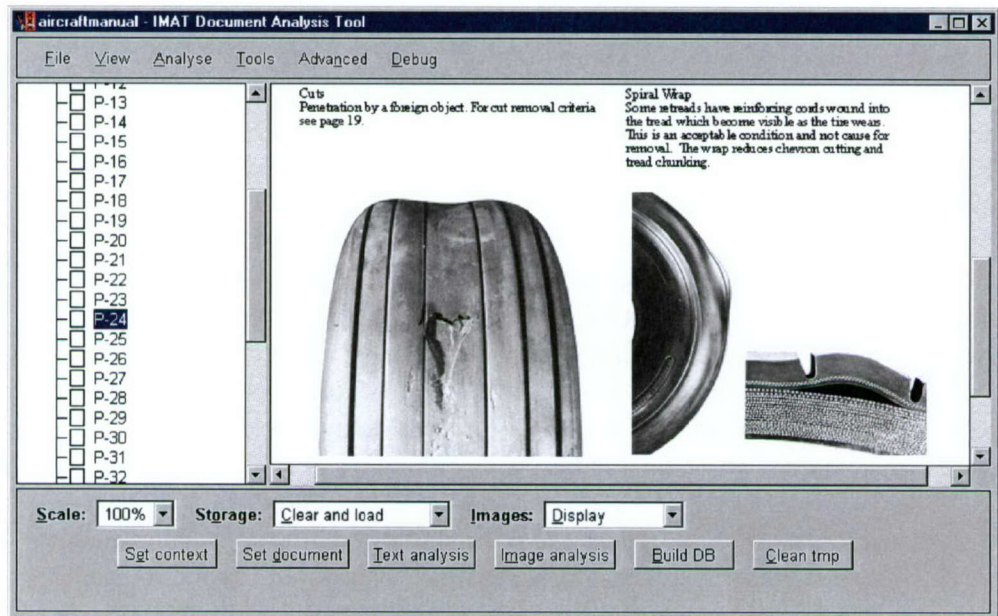 aircraftmanual - IMAT Document Analysis Tool
File View Analyse Tools Advanced Debug
P-12
P-13
P-14
P-15
P-16
P-17
P-18
P-19
P-20
P-21
P-22
P-23
P-24
P-25
P-26
P-27
P-28
P-29
P-30
P-31
P-32
Cuts
Penetration by a foreign object. For cut removal criteria
see page 19.
Spiral Wrap
Some retreads have reinforcing cords wound into
the tread which become visible as the tire wears.
This is an acceptable condition and not cause for
removal. The wrap reduces chevron cutting and
tread chunking.
Scale: 100% Storage: Clear and load Images: Display
Set context Set document Text analysis Image analysis Build DB Clean tmp